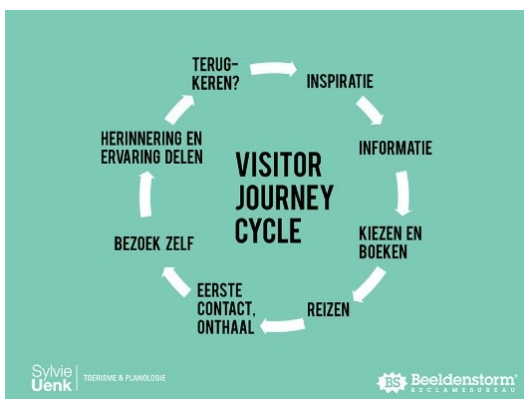 TERUG-
KEREN?
INSPIRATIE
INFORMATIE
KIEZEN EN
BOEKEN
REIZEN
EERSTE
CONTACT,
ONTHAAL
BEZOEK ZELF
HERINNERING EN
ERVARING DELEN
VISITOR
JOURNEY
CYCLE
Sylvie
Uenk
TOERISME & PLANOLOGIE
BS Beeldenstorm®
RECLAMEBUREAU